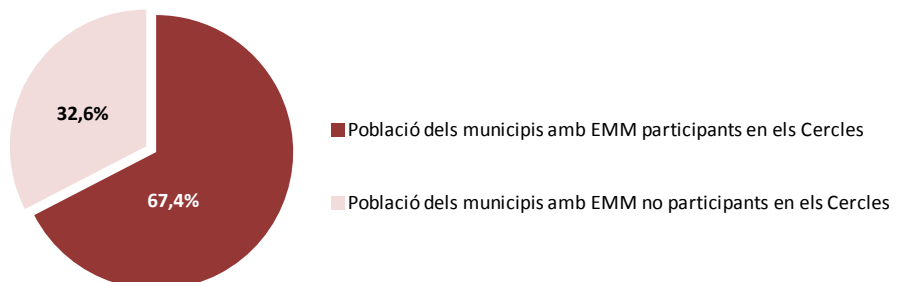 32,6%
Població dels municipis amb EMM participants en els Cercles
67,4%
Població dels municipis amb EMM no participants en els Cercles